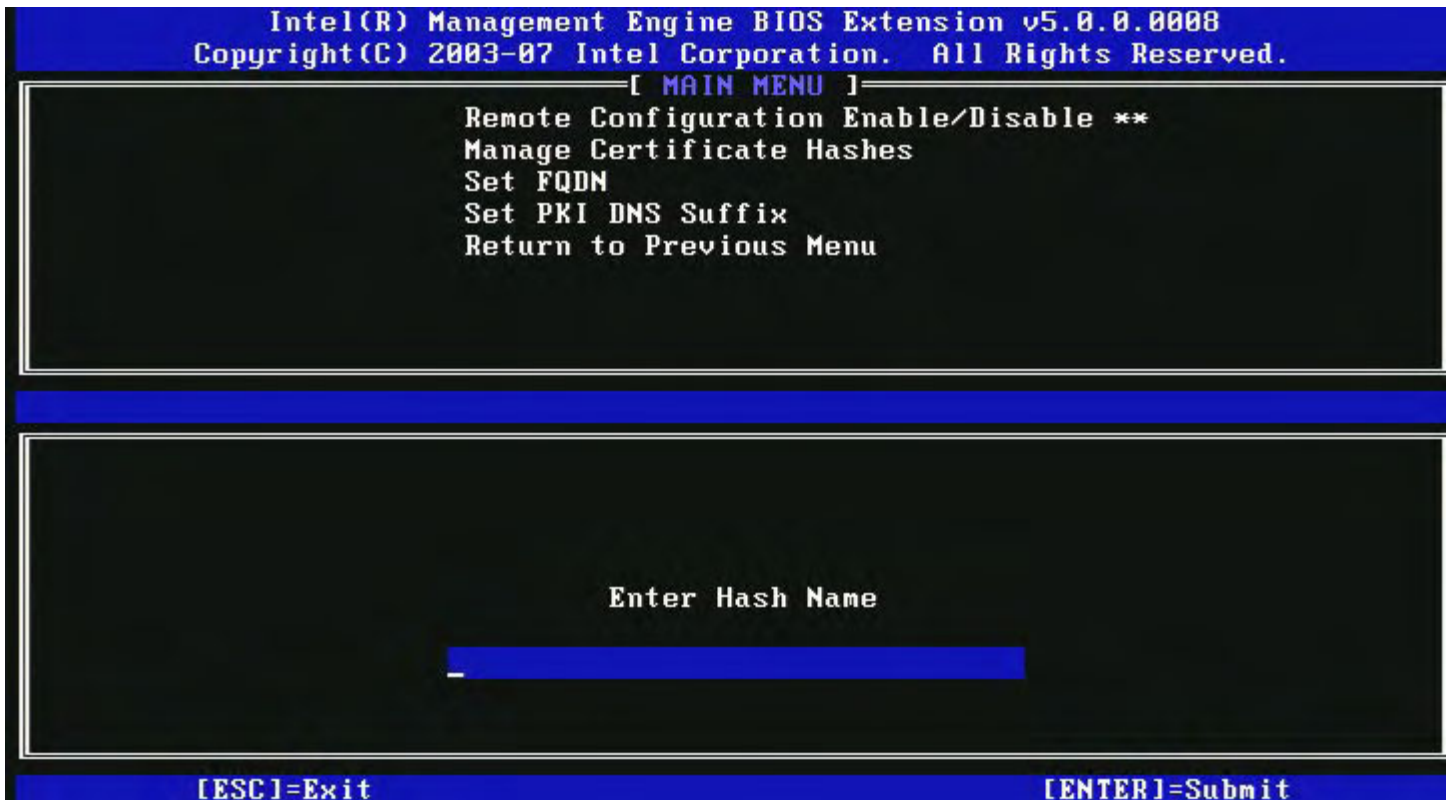 Intel(R) Management Engine BIOS Extension v5.0.0.0008
Copyright(C) 2003-07 Intel Corporation. All Rights Reserved.
[ MAIN MENU ]
Remote Configuration Enable/Disable **
Manage Certificate Hashes
Set FQDN
Set PKI DNS Suffix
Return to Previous Menu
Enter Hash Name
[ESC]=Exit [ENTER]=Submit